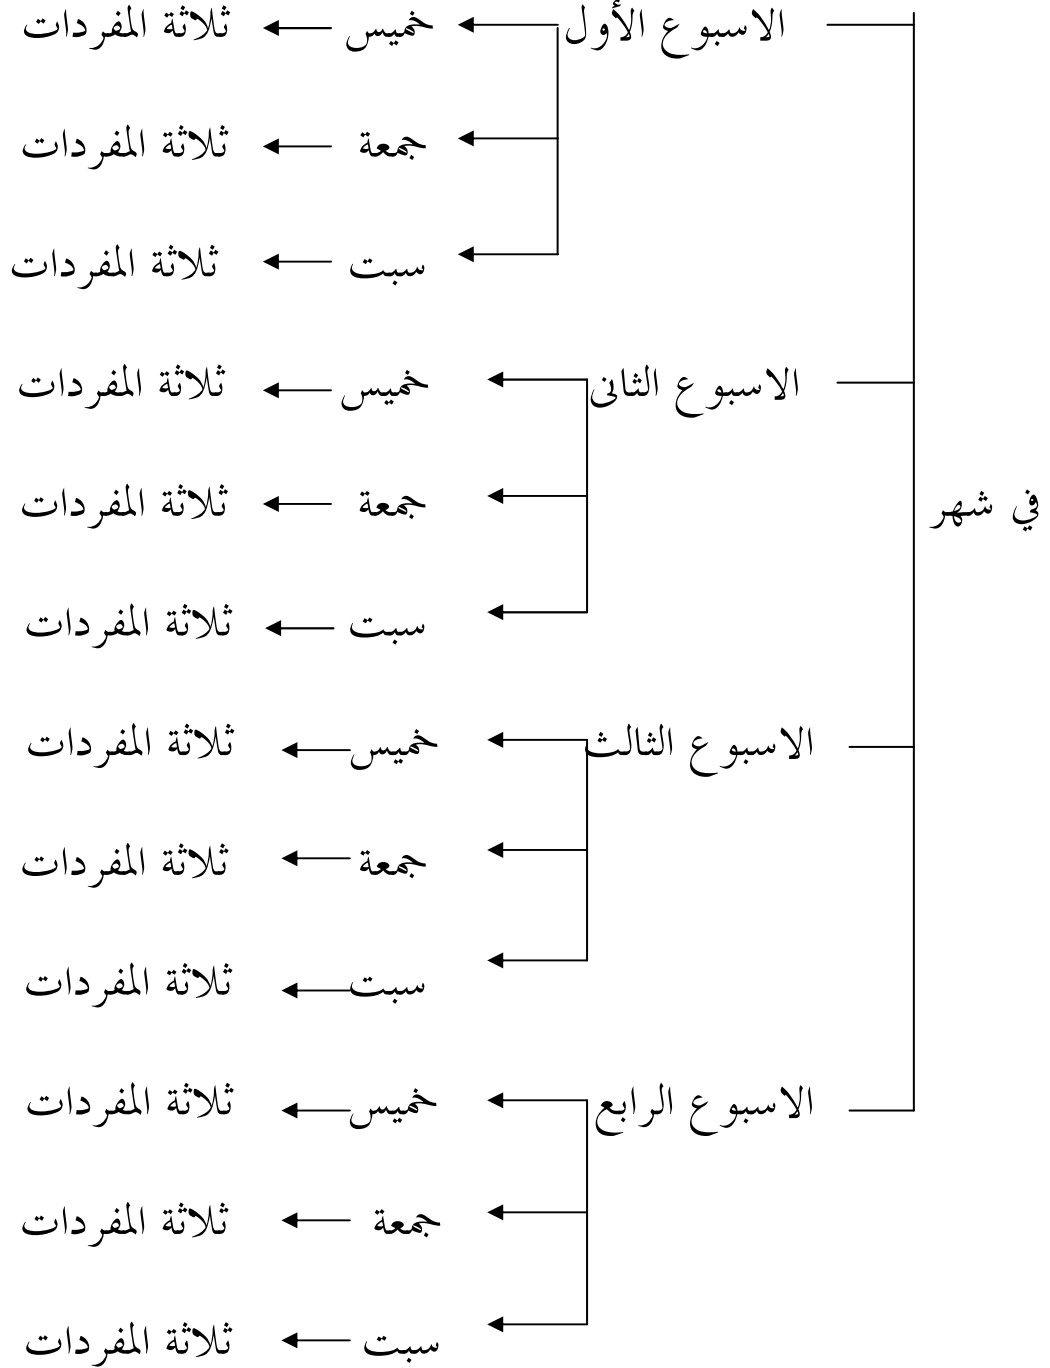 الاسبوع الأول خميس ثلاثة المفردات
جمعة ثلاثة المفردات
سبت ثلاثة المفردات
الاسبوع الثانى خميس ثلاثة المفردات
في شهر جمعة ثلاثة المفردات
سبت ثلاثة المفردات
الاسبوع الثالث خميس ثلاثة المفردات
جمعة ثلاثة المفردات
سبت ثلاثة المفردات
الاسبوع الرابع خميس ثلاثة المفردات
جمعة ثلاثة المفردات
سبت ثلاثة المفردات